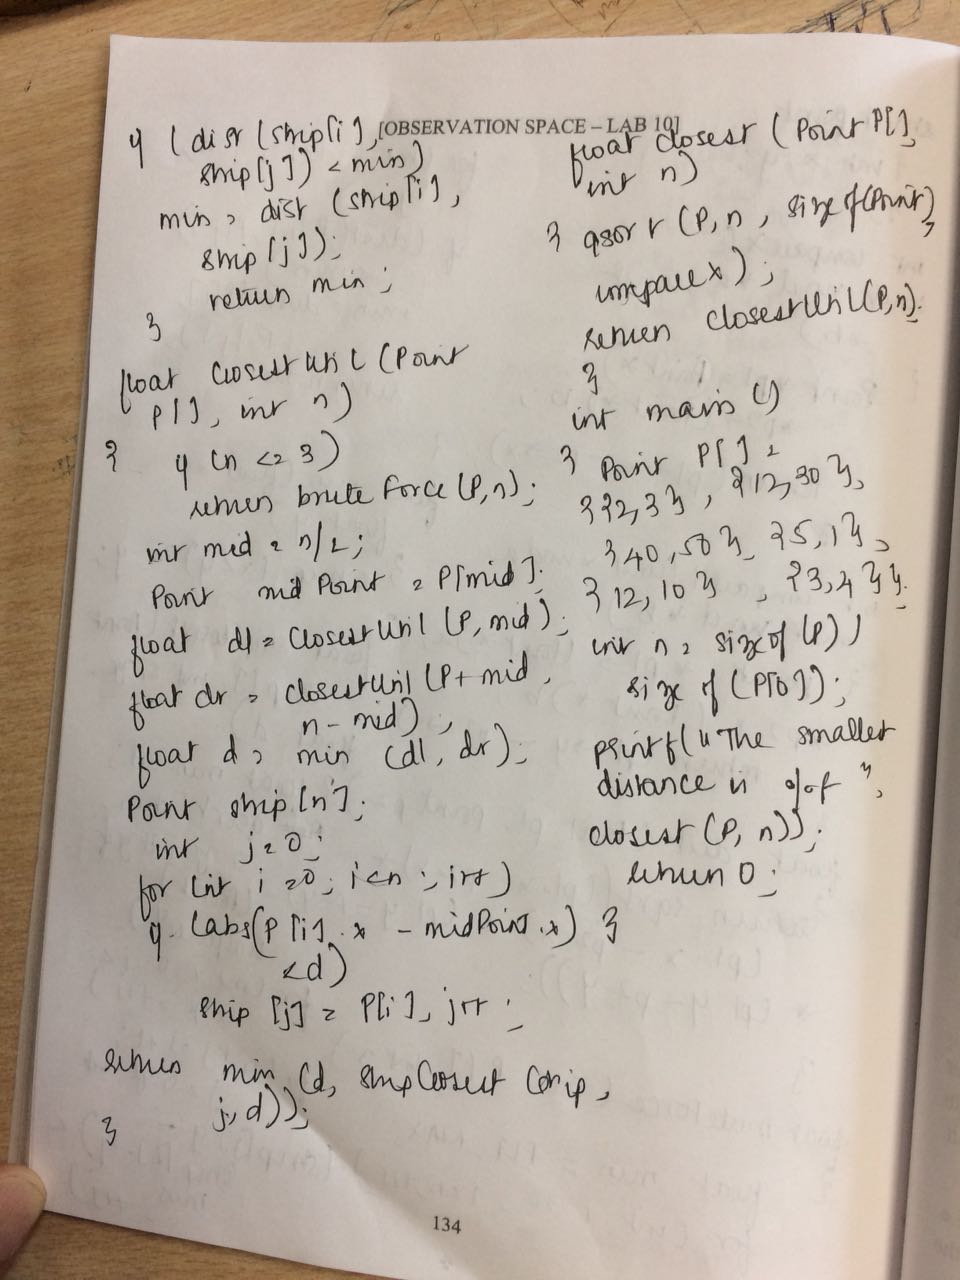 [OBSERVATION SPACE – LAB 10]
if (dist (strip[i],
strip[j]) < min)
min = dist (strip[i],
strip[j]);
return min;
}
float closestUtil (Point
P[], int n)
{ if (n <= 3)
return bruteForce(P,n);
int mid = n/2;
Point midPoint = P[mid];
float dl = closestUtil (P, mid);
float dr = closestUtil (P+mid,
n-mid);
float d = min (dl, dr);
Point strip[n];
int j=0;
for (int i=0; i<n; i++)
if (abs(P[i].x - midPoint.x)
<d)
strip[j] = P[i], j++;
return min (d, stripClosest (strip,
j, d));
}
float closest (Point P[],
int n)
{ qsort (P, n, sizeof(Point),
comparex);
return closestUtil(P,n);
}
int main ()
{ Point P[] =
{{2,3}, {12,30},
{40,50}, {5,1},
{12,10}, {3,4}};
int n = sizeof(P)/
sizeof(P[0]);
printf("The smallest
distance is %f",
closest (P, n));
return 0;
}
134